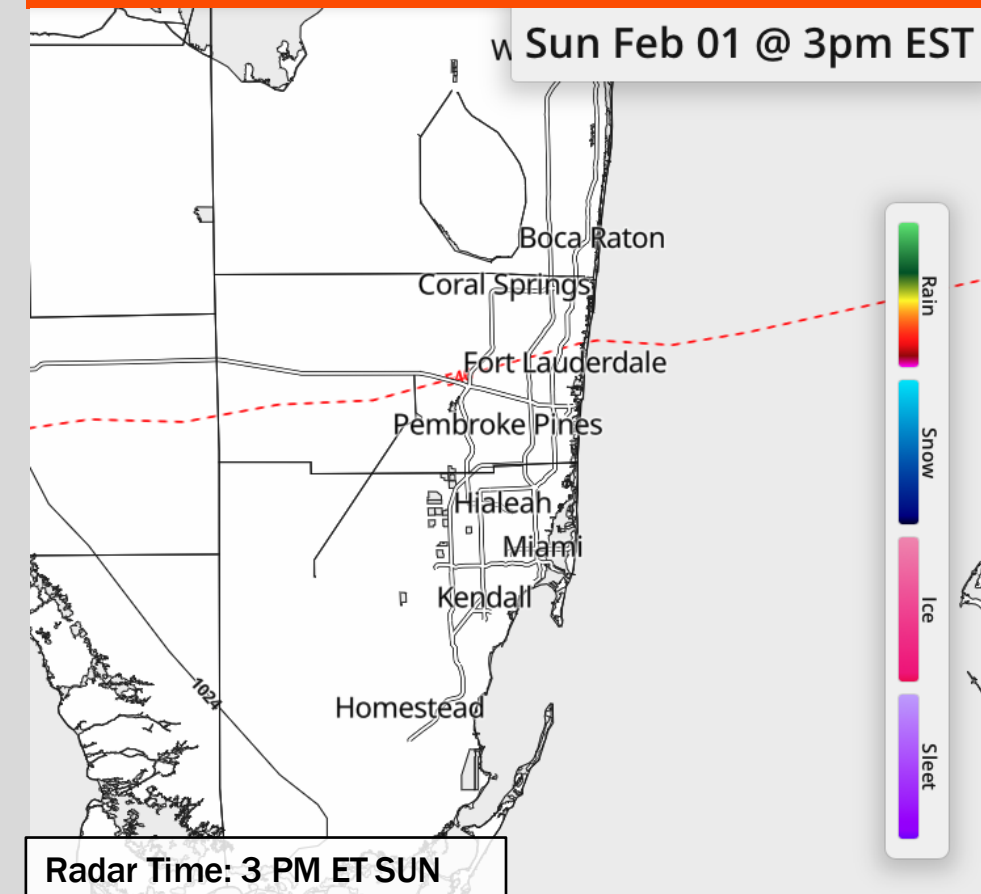 Sun Feb 01 @ 3pm EST
W
Boca Raton
Coral Springs
Rain
Fort Lauderdale
Pembroke Pines
Snow
Hialeah
Miami
Kendall
Ice
1024
Homestead
Sleet
Radar Time: 3 PM ET SUN